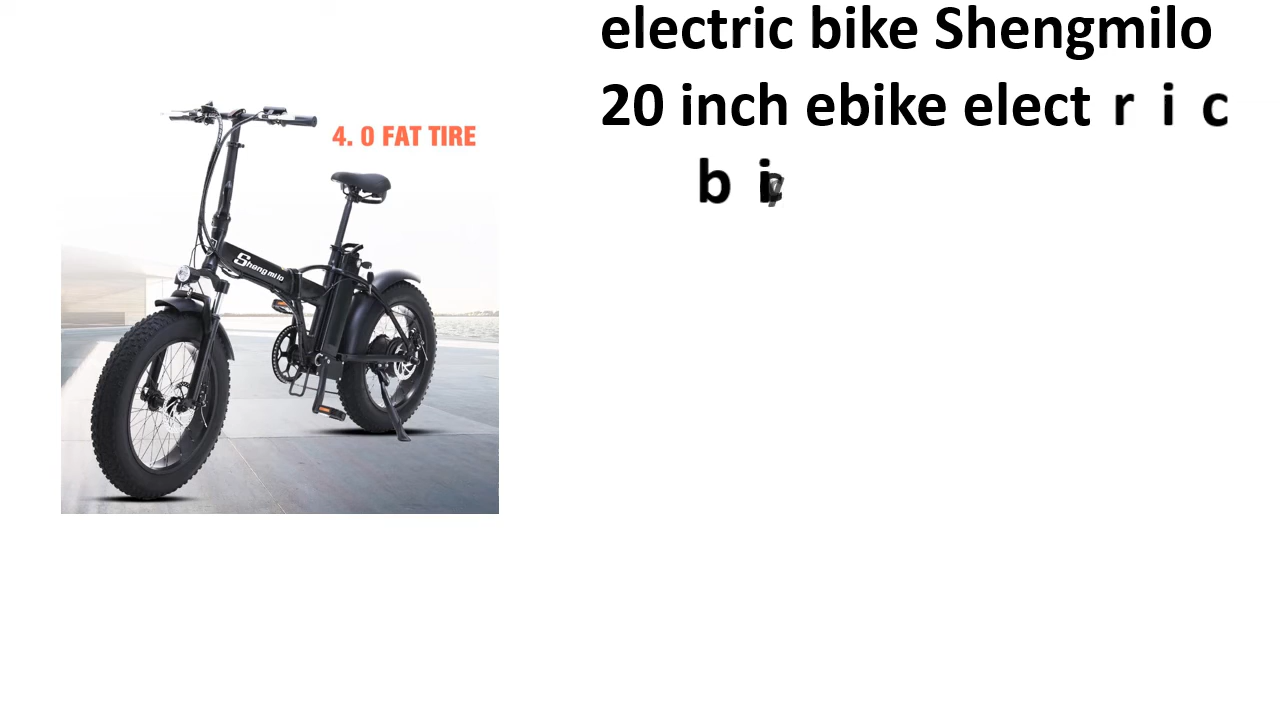 electric bike Shengmilo
20 inch ebike elect r i c
b i
4. 0 FAT TIRE
Shengmilo